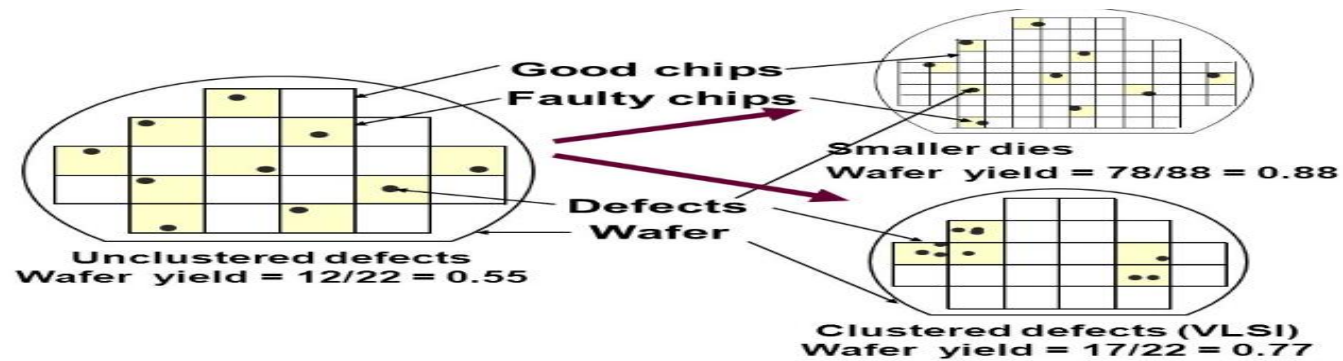 Good chips
Faulty chips
Defects
Wafer
Unclustered defects
Wafer yield = 12/22 = 0.55
Smaller dies
Wafer yield = 78/88 = 0.88
Clustered defects (VLSI)
Wafer yield = 17/22 = 0.77